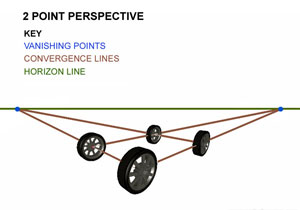 2 POINT PERSPECTIVE
KEY
VANISHING POINTS
CONVERGENCE LINES
HORIZON LINE